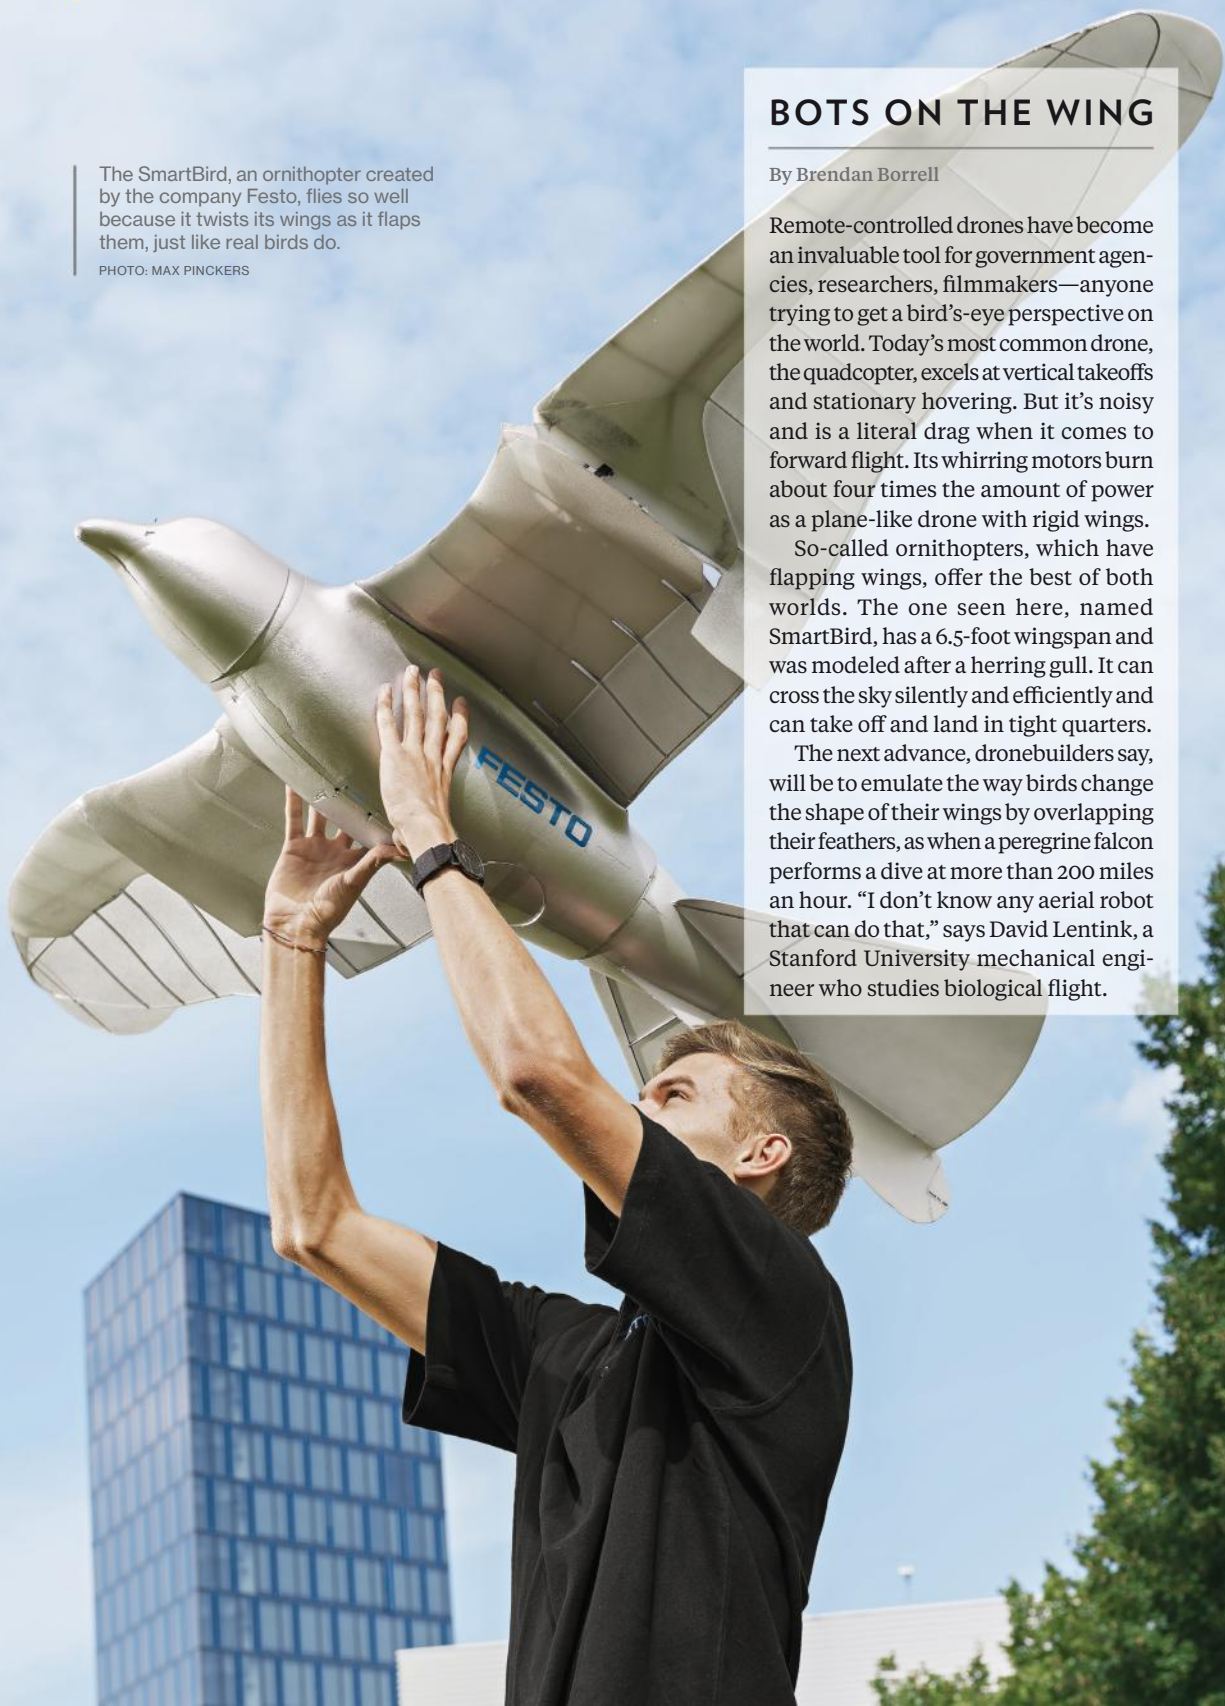 The SmartBird, an ornithopter created
by the company Festo, flies so well
because it twists its wings as it flaps
them, just like real birds do.
PHOTO: MAX PINCKERS
BOTS ON THE WING
By Brendan Borrell
Remote-controlled drones have become
an invaluable tool for government agen-
cies, researchers, filmmakers—anyone
trying to get a bird’s-eye perspective on
the world. Today’s most common drone,
the quadcopter, excels at vertical takeoffs
and stationary hovering. But it’s noisy
and is a literal drag when it comes to
forward flight. Its whirring motors burn
about four times the amount of power
as a plane-like drone with rigid wings.
So-called ornithopters, which have
flapping wings, offer the best of both
worlds. The one seen here, named
SmartBird, has a 6.5-foot wingspan and
was modeled after a herring gull. It can
cross the sky silently and efficiently and
can take off and land in tight quarters.
The next advance, dronebuilders say,
will be to emulate the way birds change
the shape of their wings by overlapping
their feathers, as when a peregrine falcon
performs a dive at more than 200 miles
an hour. “I don’t know any aerial robot
that can do that,” says David Lentink, a
Stanford University mechanical engi-
neer who studies biological flight.
FESTO